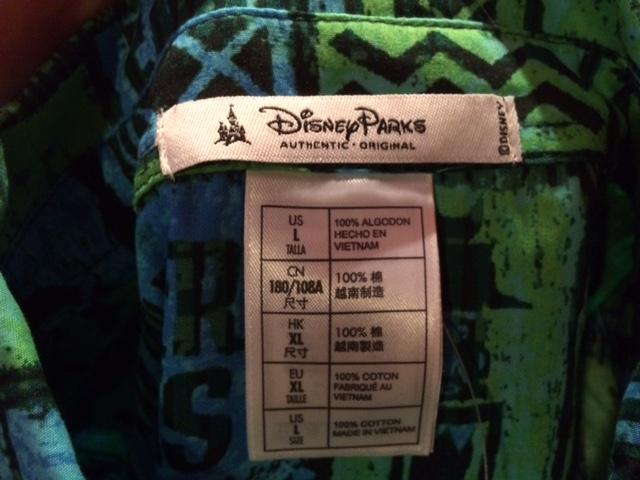 Disney Parks
AUTHENTIC • ORIGINAL
©DISNEY
US
L
TALLA
100% ALGODON
HECHO EN
VIETNAM
CN
180/108A
尺寸
100% 棉
越南制造
HK
XL
尺寸
100% 棉
越南製造
EU
XL
TAILLE
100% COTON
FABRIQUÉ AU
VIETNAM
US
L
SIZE
100% COTTON
MADE IN VIETNAM
R
S